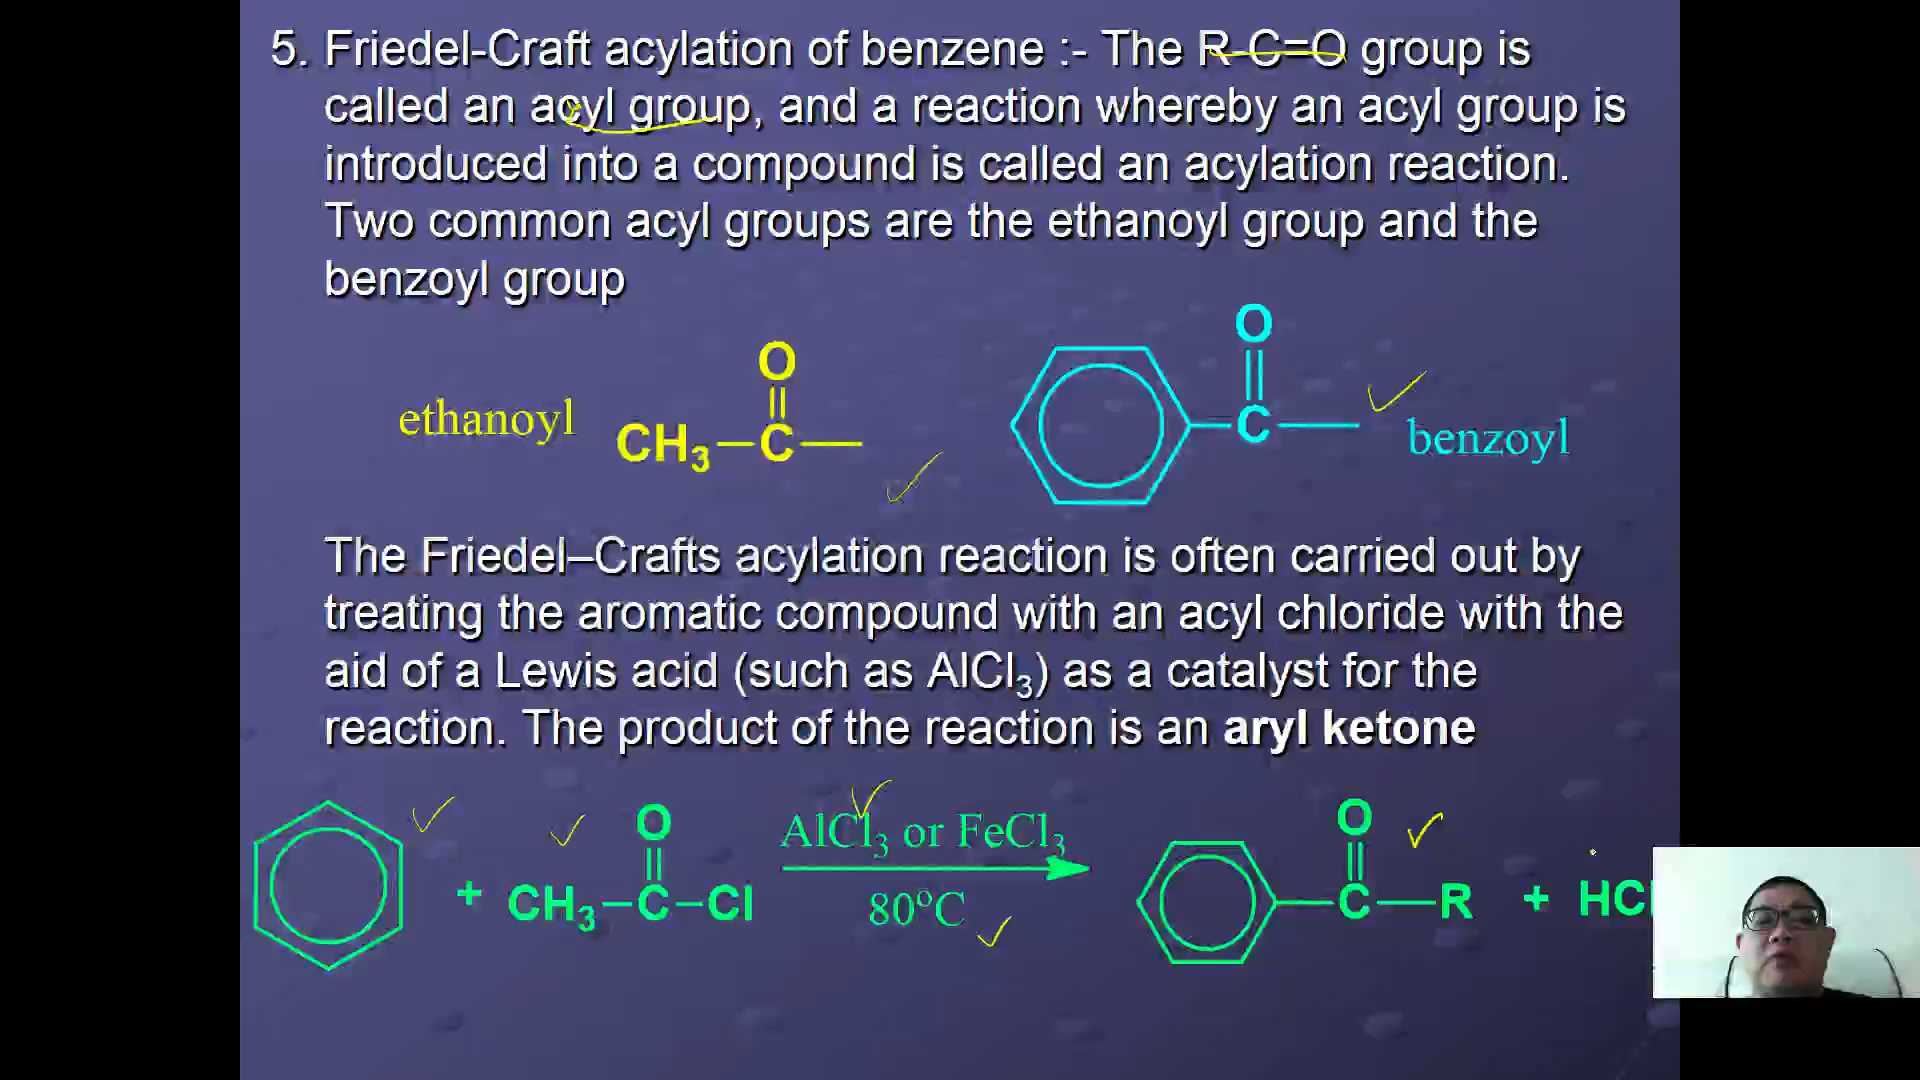 5. Friedel-Craft acylation of benzene :- The R-C=O group is
called an acyl group, and a reaction whereby an acyl group is
introduced into a compound is called an acylation reaction.
Two common acyl groups are the ethanoyl group and the
benzoyl group
O
O
ethanoyl CH₃—C—
C— benzoyl
The Friedel–Crafts acylation reaction is often carried out by
treating the aromatic compound with an acyl chloride with the
aid of a Lewis acid (such as AlCl₃) as a catalyst for the
reaction. The product of the reaction is an aryl ketone
O AlCl₃ or FeCl₃ O
+ CH₃—C—Cl 80°C C—R + HCl